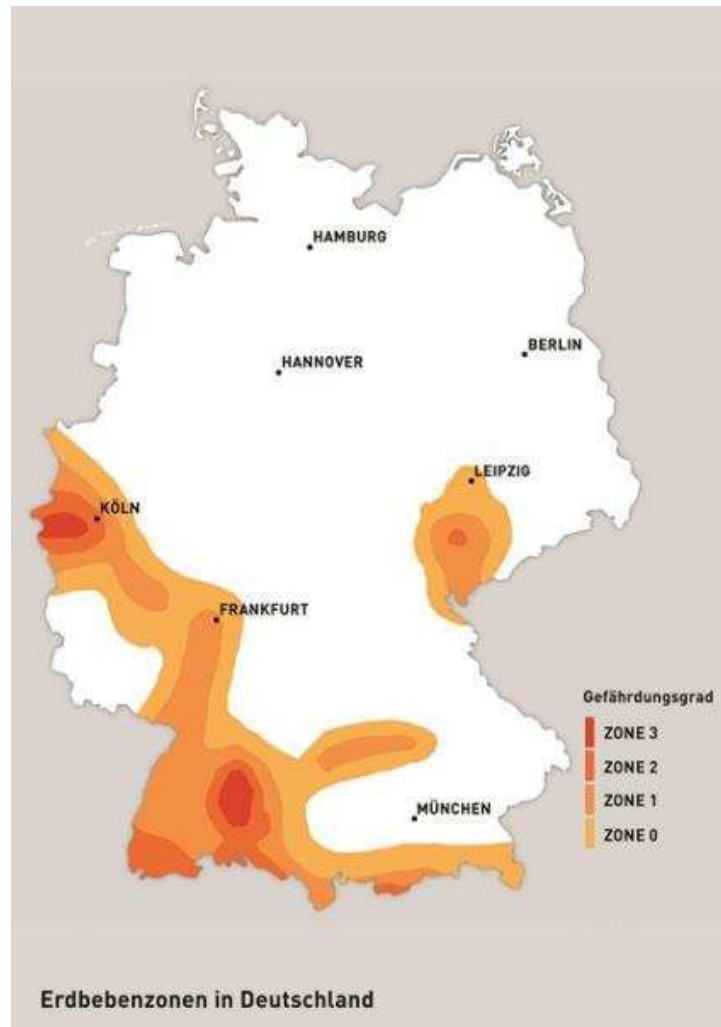 HAMBURG
BERLIN
HANNOVER
LEIPZIG
KÖLN
FRANKFURT
Gefährdungsgrad
ZONE 3
ZONE 2
ZONE 1
MÜNCHEN
ZONE 0
Erdbebenzonen in Deutschland